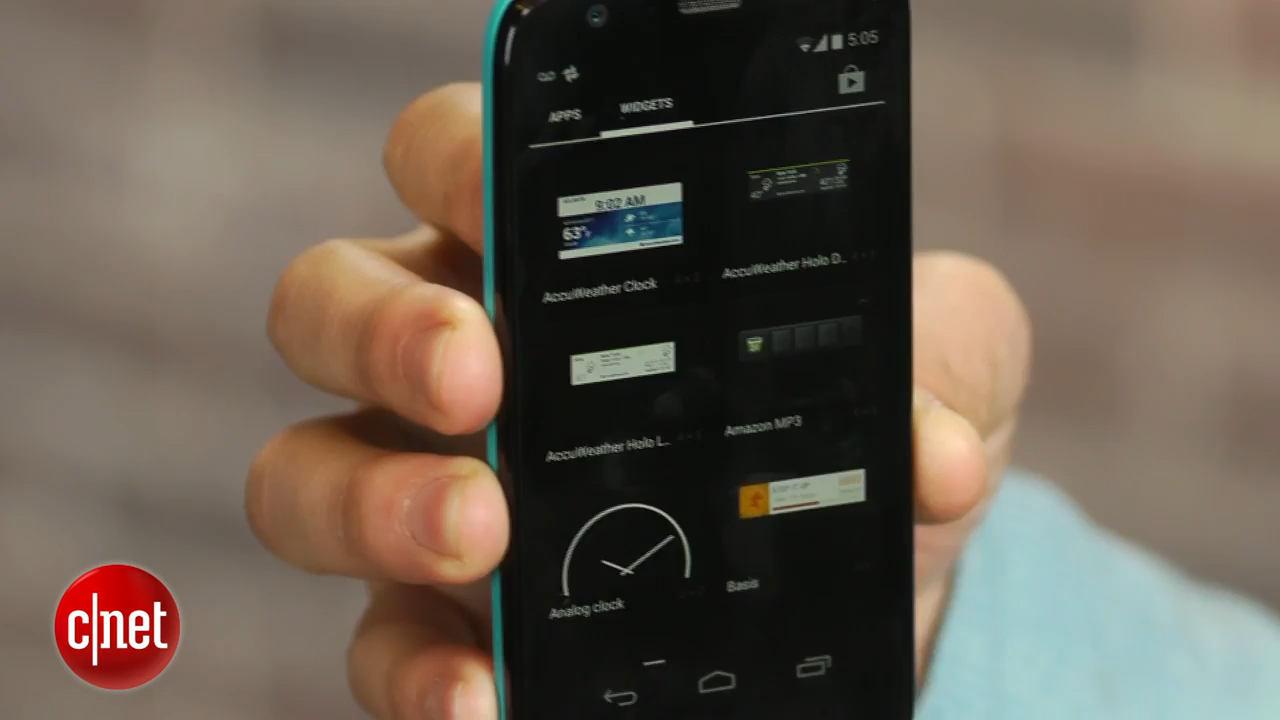 5:05
APPS
WIDGETS
9:02 AM
63°F
AccuWeather Clock
AccuWeather Holo D..
AccuWeather Holo L..
Amazon MP3
Analog clock
Basis
c|net